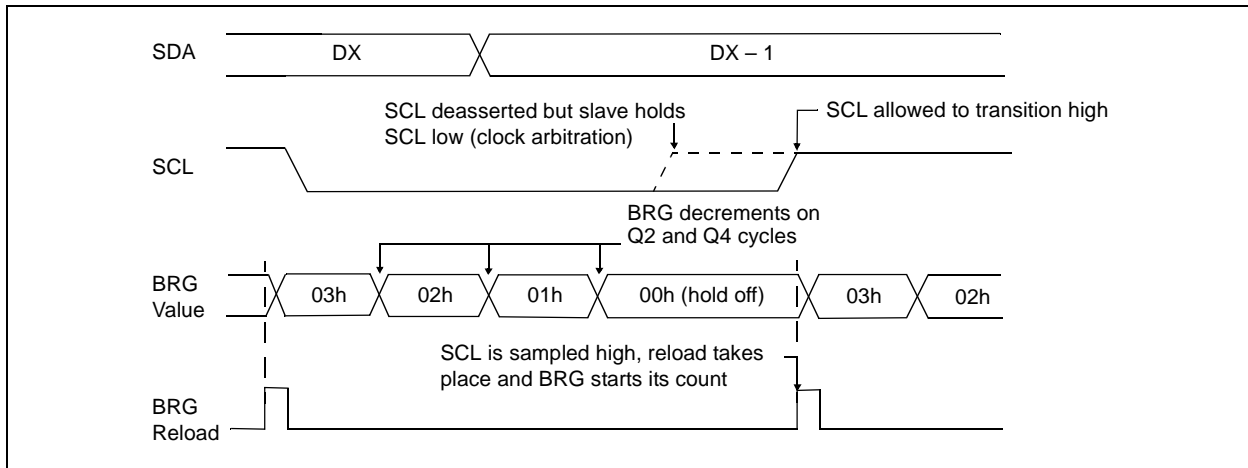 SDA
DX
DX – 1
SCL deasserted but slave holds
SCL low (clock arbitration)
SCL allowed to transition high
SCL
BRG decrements on
Q2 and Q4 cycles
BRG
Value
03h
02h
01h
00h (hold off)
03h
02h
SCL is sampled high, reload takes
place and BRG starts its count
BRG
Reload